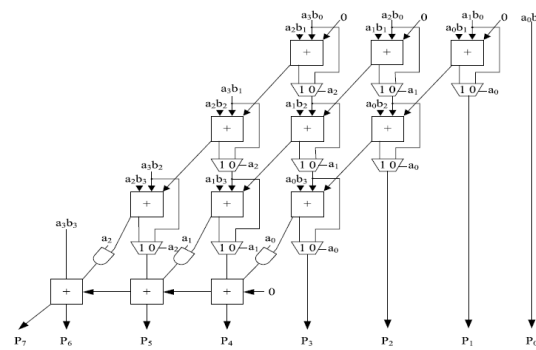 a₃b₀ a₂b₀ a₁b₀ a₀b
a₂b₁ 0 a₁b₁ 0 a₀b₁ 0
+ + +
1 0 a₂ 1 0 a₁ 1 0 a₀
a₃b₁
a₂b₂ a₁b₂ a₀b₂
+ + +
1 0 a₂ 1 0 a₁ 1 0 a₀
a₃b₂
a₂b₃ a₁b₃ a₀b₃
+ + +
a₃b₃ a₂ 1 0 a₂ a₁ 1 0 a₁ a₀ 1 0 a₀
+ + + 0
P₇ P₆ P₅ P₄ P₃ P₂ P₁